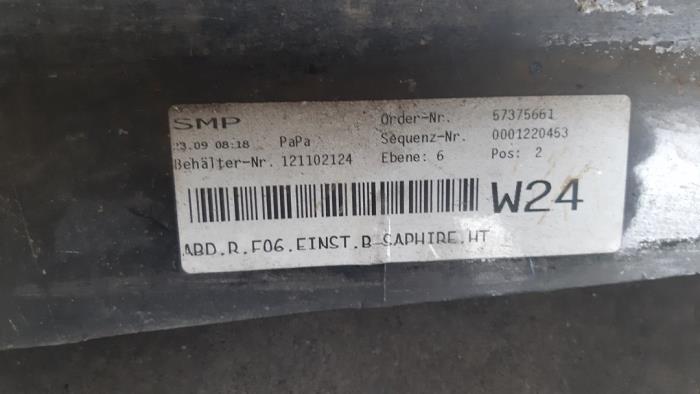 SMP Order-Nr. 57375661
3.09 08:18 PaPa Sequenz-Nr. 0001220453
Behälter-Nr. 121102124 Ebene: 6 Pos: 2
W24
ABD.R.F06.EINST.B-SAPHIRE.HT